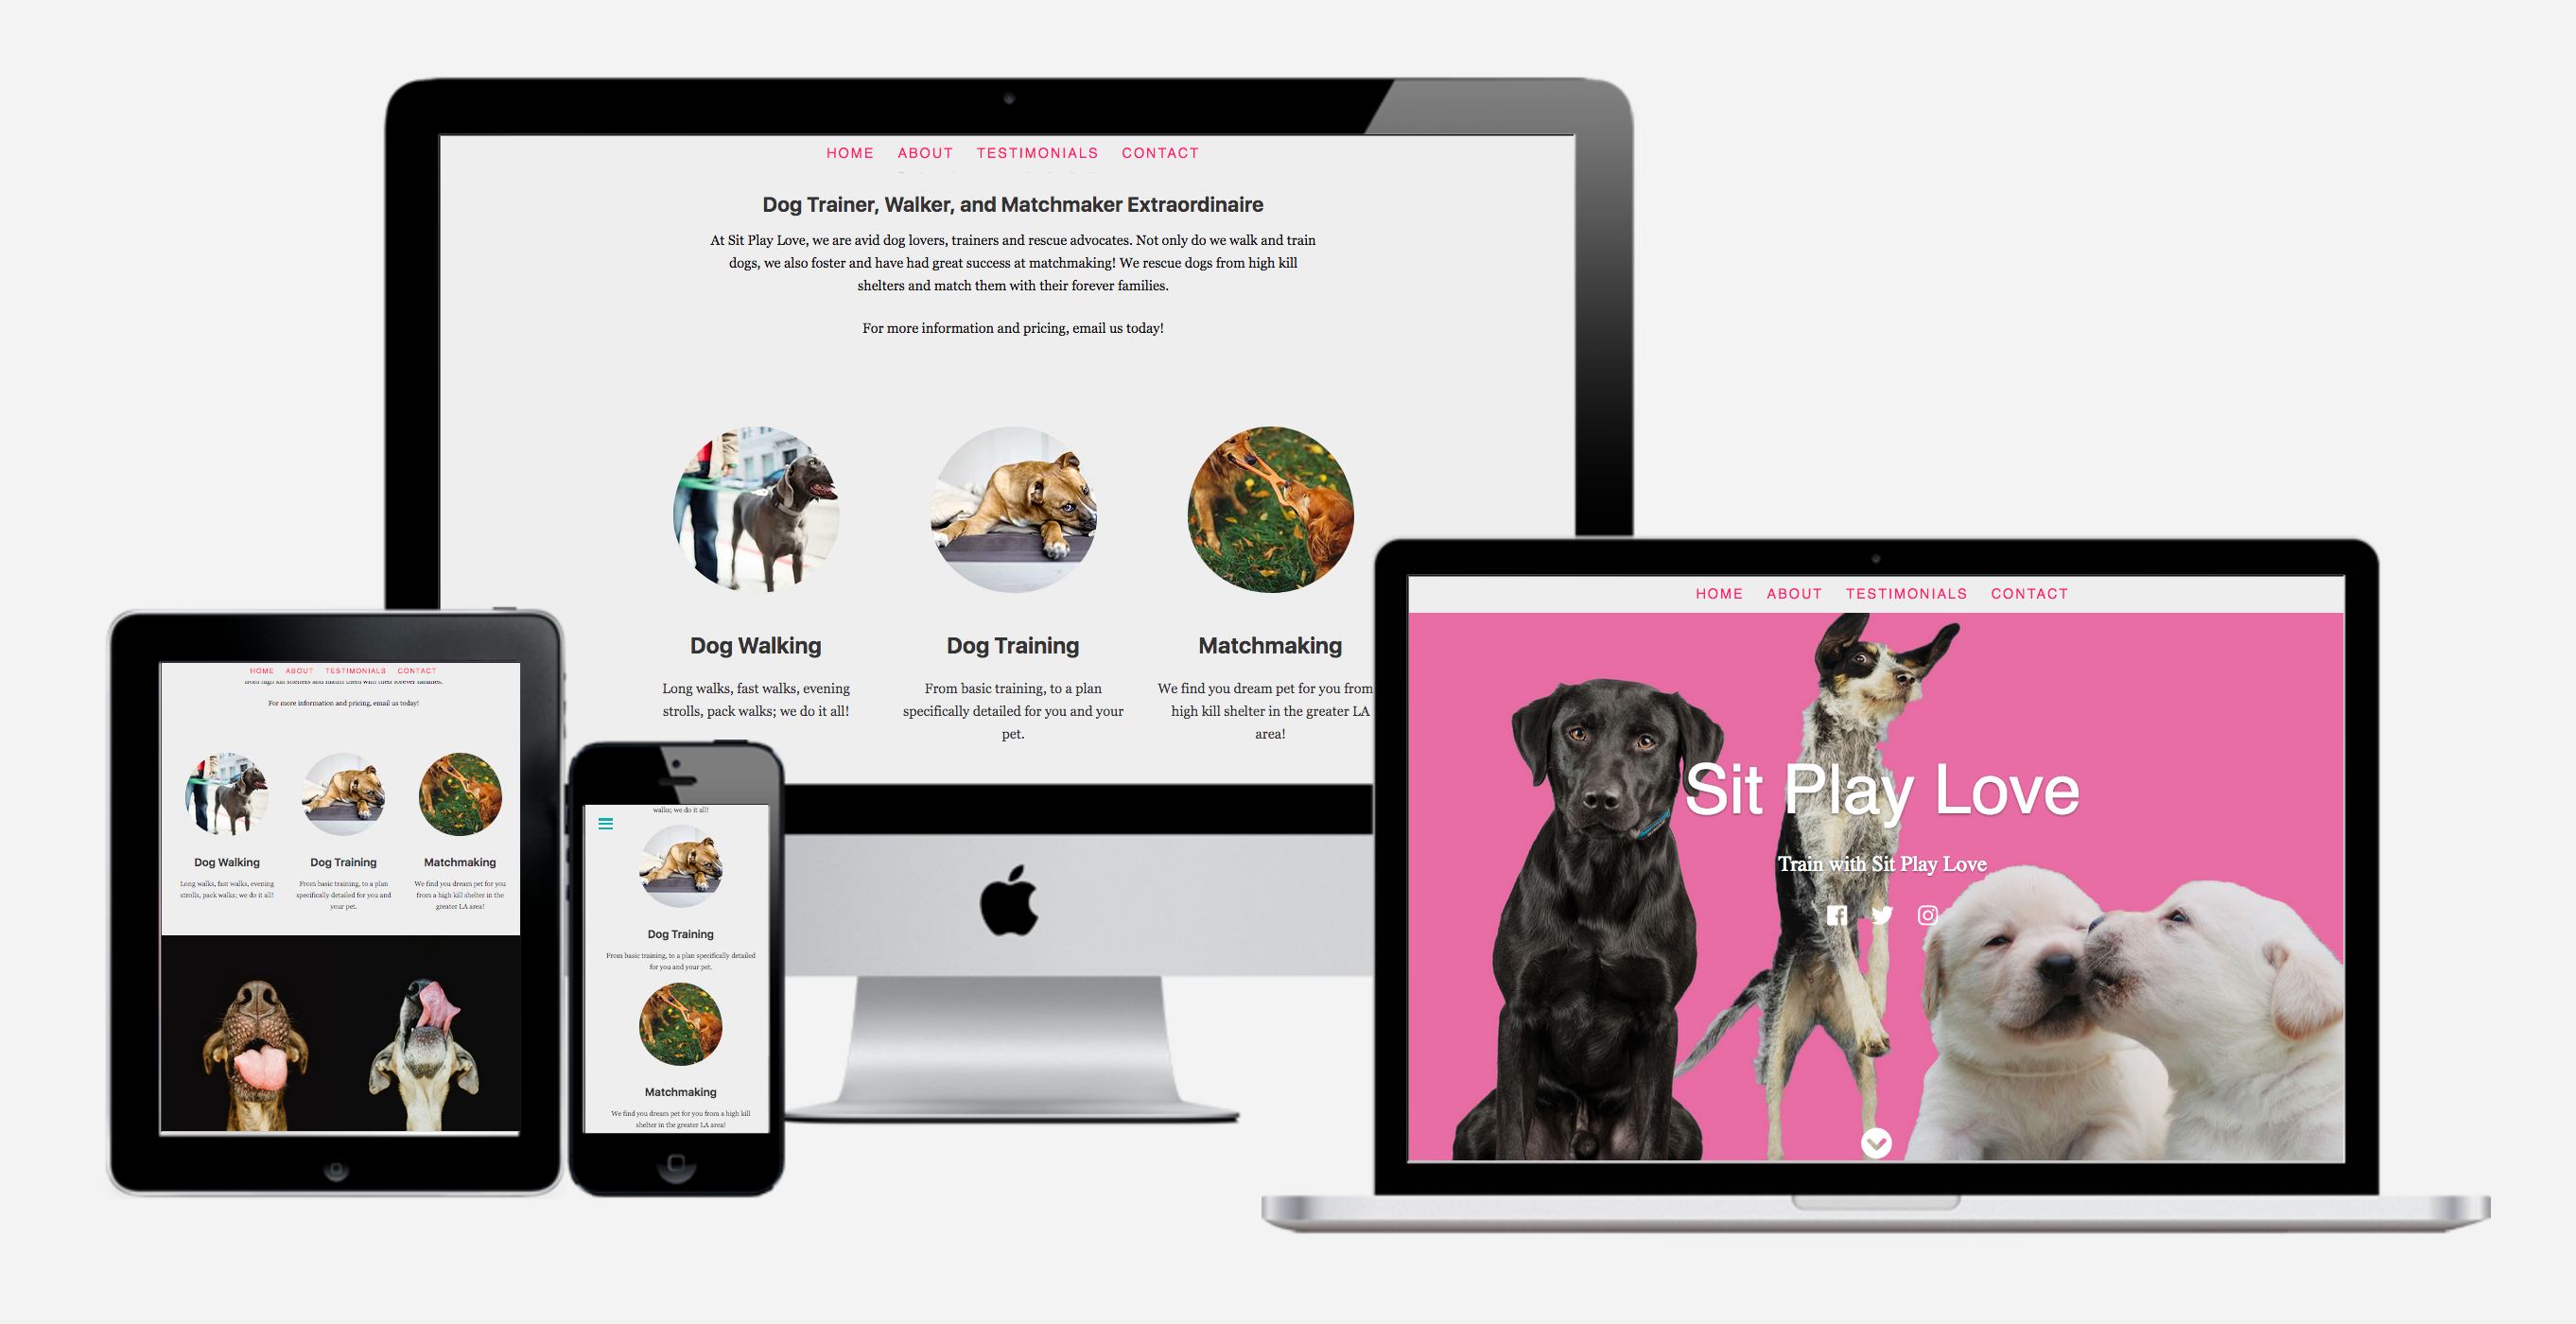 HOME ABOUT TESTIMONIALS CONTACT
Dog Trainer, Walker, and Matchmaker Extraordinaire
At Sit Play Love, we are avid dog lovers, trainers and rescue advocates. Not only do we walk and train
dogs, we also foster and have had great success at matchmaking! We rescue dogs from high kill
shelters and match them with their forever families.
For more information and pricing, email us today!
Dog Walking
Long walks, fast walks, evening
strolls, pack walks; we do it all!
Dog Training
From basic training, to a plan
specifically detailed for you and your
pet.
Matchmaking
We find you dream pet for you from
high kill shelter in the greater LA
area!
HOME ABOUT TESTIMONIALS CONTACT
from high kill shelters and match them with their forever families.
For more information and pricing, email us today!
Dog Walking
Long walks, fast walks, evening
strolls, pack walks; we do it all!
Dog Training
From basic training, to a plan
specifically detailed for you and
your pet.
Matchmaking
We find you dream pet for you
from a high kill shelter in the
greater LA area!
walks; we do it all!
Dog Training
From basic training, to a plan specifically detailed
for you and your pet.
Matchmaking
We find you dream pet for you from a high kill
shelter in the greater LA area!
HOME ABOUT TESTIMONIALS CONTACT
Sit Play Love
Train with Sit Play Love